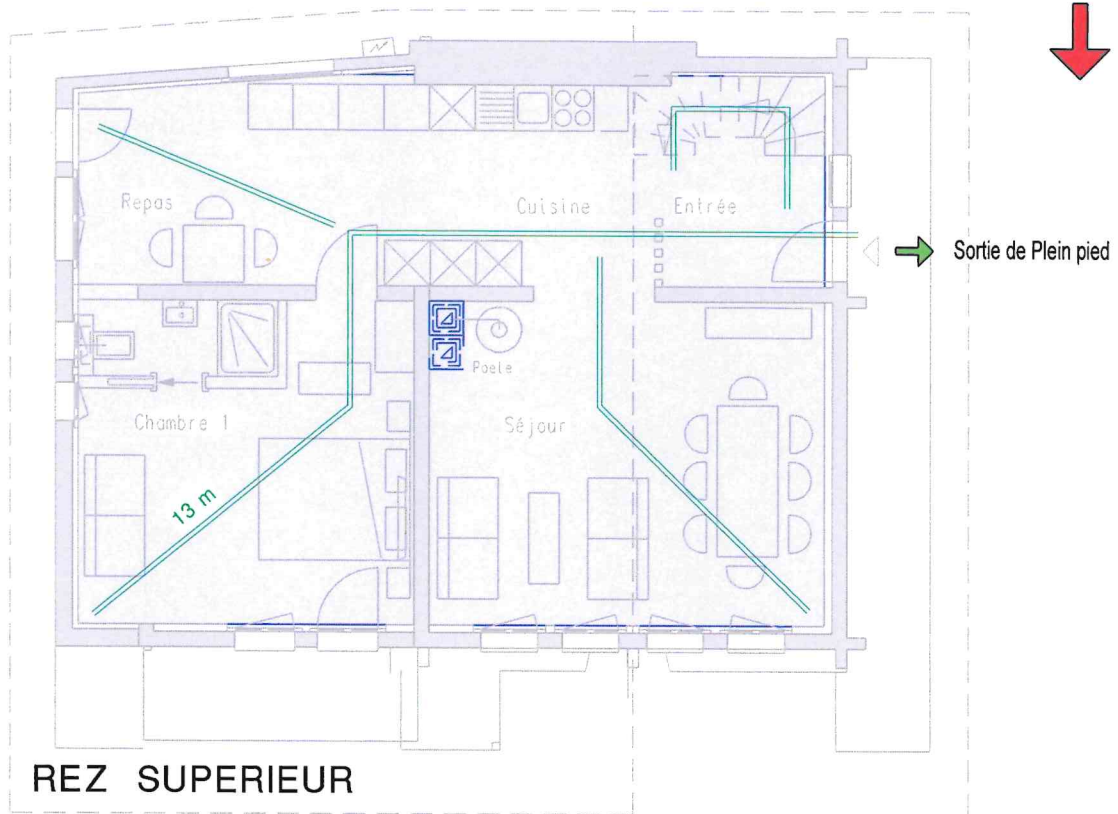 Repas
Cuisine
Entrée
Sortie de Plein pied
Poele
Chambre 1
Séjour
13 m
REZ SUPERIEUR